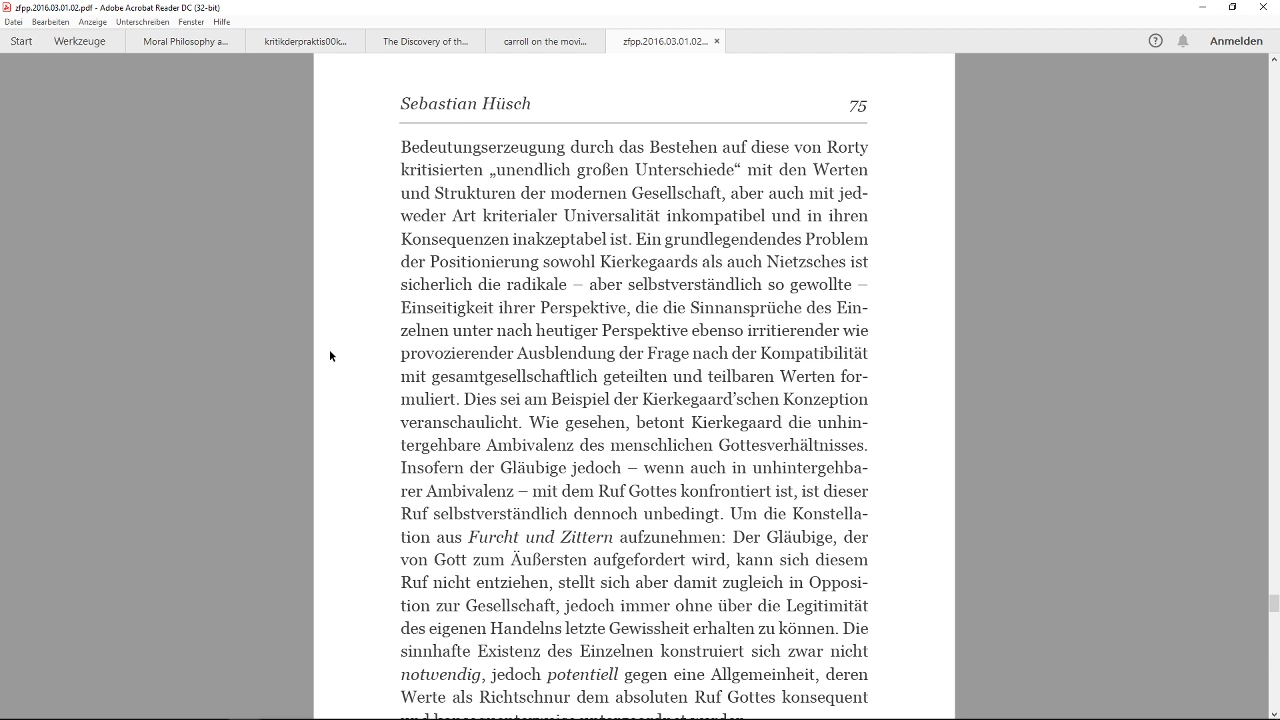 zfpp.2016.03.01.02.pdf - Adobe Acrobat Reader DC (32-bit)
Datei Bearbeiten Anzeige Unterschreiben Fenster Hilfe
Start Werkzeuge Moral Philosophy a... kritikderpraktis00k... The Discovery of th... carroll on the movi... zfpp.2016.03.01.02... × ? Anmelden
Sebastian Hüsch 75
Bedeutungserzeugung durch das Bestehen auf diese von Rorty
kritisierten „unendlich großen Unterschiede“ mit den Werten
und Strukturen der modernen Gesellschaft, aber auch mit jed-
weder Art kriterialer Universalität inkompatibel und in ihren
Konsequenzen inakzeptabel ist. Ein grundlegendendes Problem
der Positionierung sowohl Kierkegaards als auch Nietzsches ist
sicherlich die radikale – aber selbstverständlich so gewollte –
Einseitigkeit ihrer Perspektive, die die Sinnansprüche des Ein-
zelnen unter nach heutiger Perspektive ebenso irritierender wie
provozierender Ausblendung der Frage nach der Kompatibilität
mit gesamtgesellschaftlich geteilten und teilbaren Werten for-
muliert. Dies sei am Beispiel der Kierkegaard’schen Konzeption
veranschaulicht. Wie gesehen, betont Kierkegaard die unhin-
tergehbare Ambivalenz des menschlichen Gottesverhältnisses.
Insofern der Gläubige jedoch – wenn auch in unhintergehba-
rer Ambivalenz – mit dem Ruf Gottes konfrontiert ist, ist dieser
Ruf selbstverständlich dennoch unbedingt. Um die Konstella-
tion aus Furcht und Zittern aufzunehmen: Der Gläubige, der
von Gott zum Äußersten aufgefordert wird, kann sich diesem
Ruf nicht entziehen, stellt sich aber damit zugleich in Opposi-
tion zur Gesellschaft, jedoch immer ohne über die Legitimität
des eigenen Handelns letzte Gewissheit erhalten zu können. Die
sinnhafte Existenz des Einzelnen konstruiert sich zwar nicht
notwendig, jedoch potentiell gegen eine Allgemeinheit, deren
Werte als Richtschnur dem absoluten Ruf Gottes konsequent